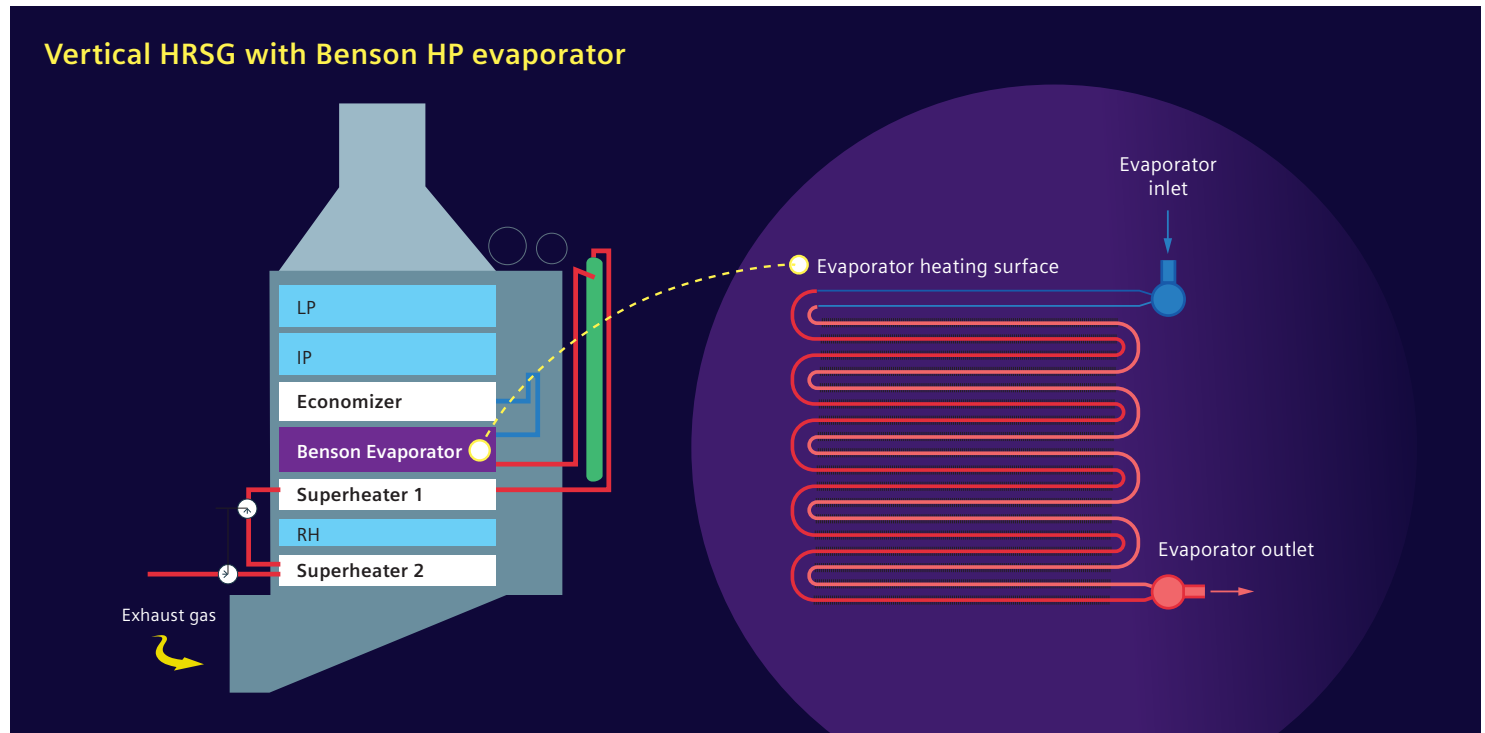 Vertical HRSG with Benson HP evaporator
LP
IP
Economizer
Benson Evaporator
Superheater 1
RH
Superheater 2
Exhaust gas
Evaporator
inlet
Evaporator heating surface
Evaporator outlet